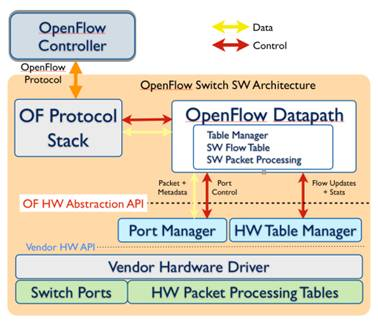 OpenFlow
Controller
Data
Control
OpenFlow
Protocol
OpenFlow Switch SW Architecture
OF Protocol
Stack
OpenFlow Datapath
Table Manager
SW Flow Table
SW Packet Processing
Packet +
Metadata
Port
Control
Flow Updates
+ Stats
OF HW Abstraction API
Port Manager
HW Table Manager
Vendor HW API
Vendor Hardware Driver
Switch Ports
HW Packet Processing Tables